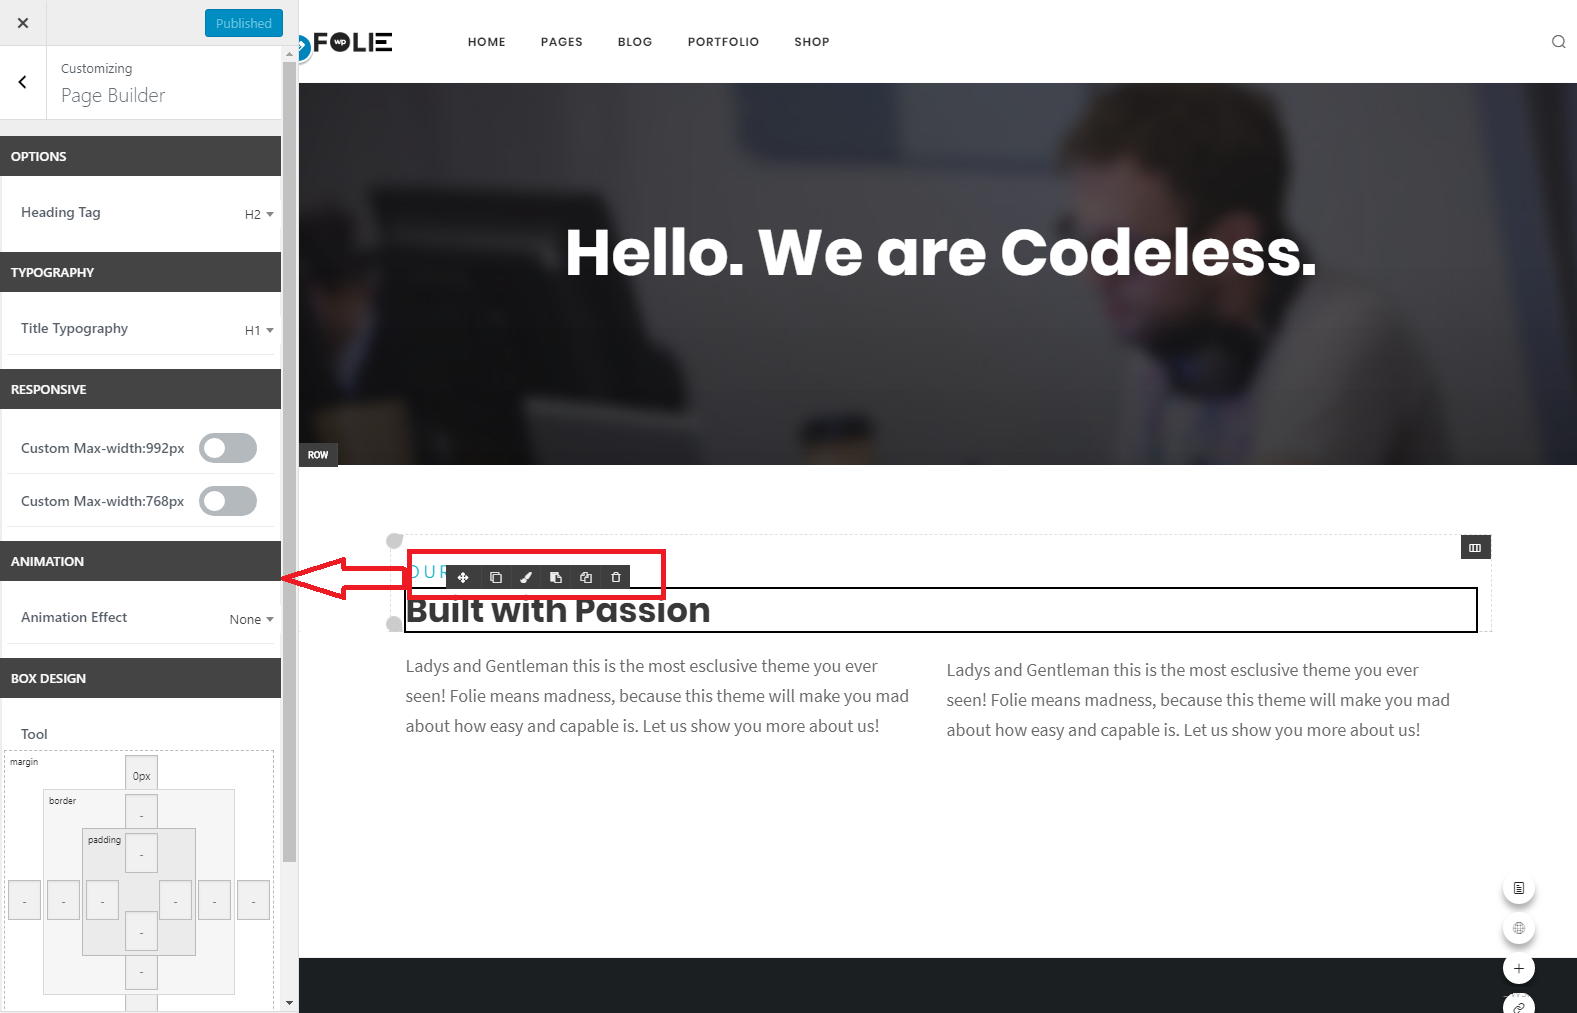 Published
Customizing
Page Builder
OPTIONS
Heading Tag
H2
TYPOGRAPHY
Title Typography
H1
RESPONSIVE
Custom Max-width:992px
Custom Max-width:768px
ANIMATION
Animation Effect
None
BOX DESIGN
Tool
margin
0px
border
-
padding
-
- - - - - -
-
-
FOLIE
wp
HOME PAGES BLOG PORTFOLIO SHOP
Hello. We are Codeless.
ROW
OUR
Built with Passion
Ladys and Gentleman this is the most esclusive theme you ever
seen! Folie means madness, because this theme will make you mad
about how easy and capable is. Let us show you more about us!
Ladys and Gentleman this is the most esclusive theme you ever
seen! Folie means madness, because this theme will make you mad
about how easy and capable is. Let us show you more about us!